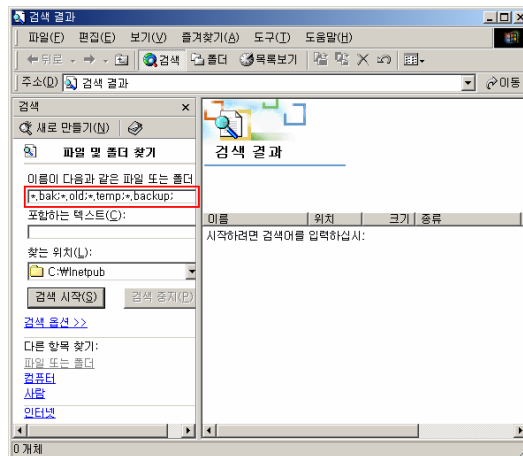 검색 결과
파일(F) 편집(E) 보기(V) 즐겨찾기(A) 도구(T) 도움말(H)
뒤로 검색 폴더 목록보기
주소(D) 검색 결과 이동
검색
새로 만들기(N)
파일 및 폴더 찾기
이름이 다음과 같은 파일 또는 폴더
*.bak;*.old;*.temp;*.backup;
포함하는 텍스트(C):
찾는 위치(L):
C:₩Inetpub
검색 시작(S) 검색 중지(P)
검색 옵션 >>
다른 항목 찾기:
파일 또는 폴더
컴퓨터
사람
인터넷
검색 결과
이름 위치 크기 종류
시작하려면 검색어를 입력하십시:
0 개체